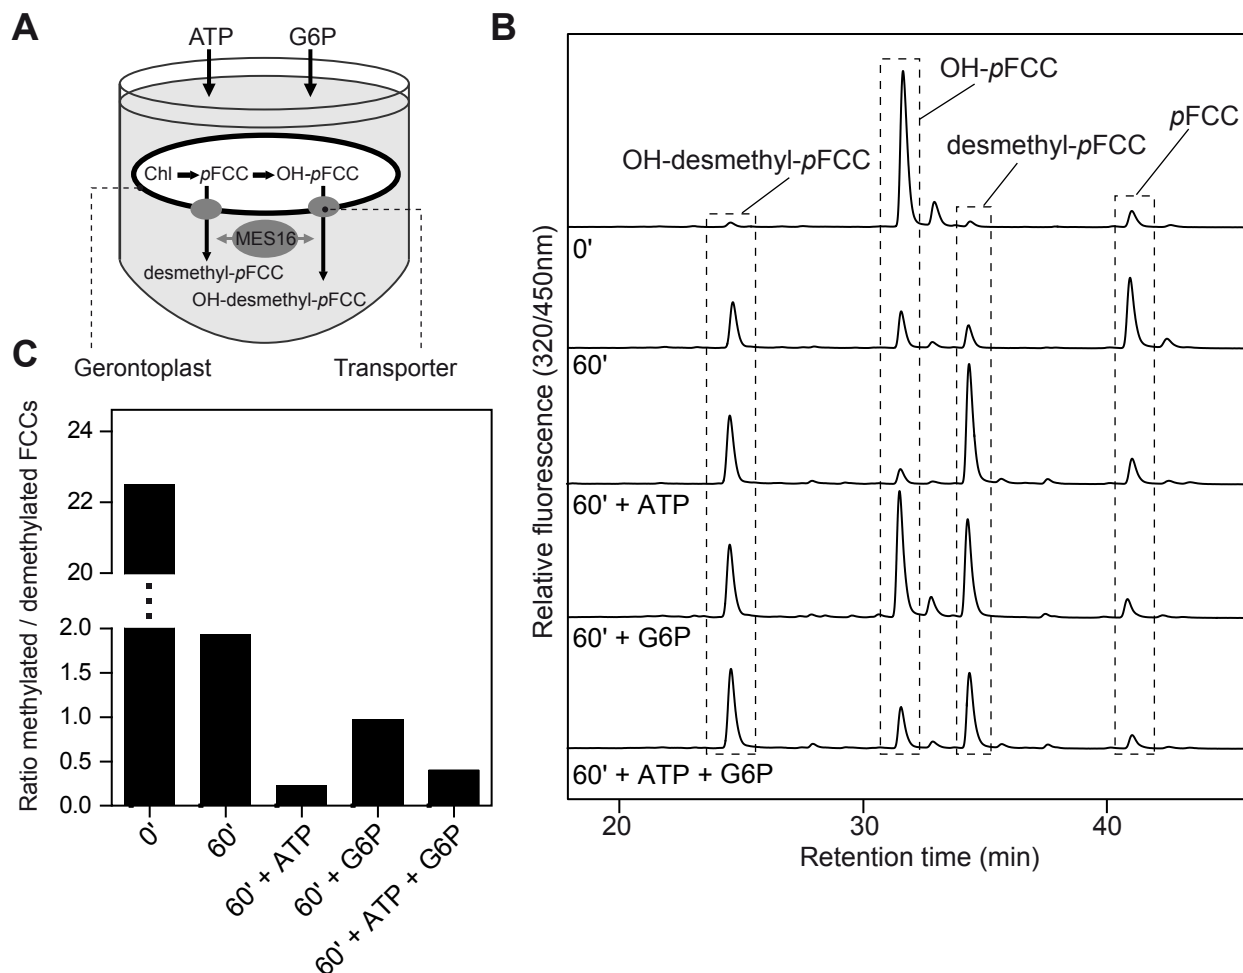 A
ATP G6P
Chl pFCC OH-pFCC
MES16
desmethyl-pFCC
OH-desmethyl-pFCC
Gerontoplast Transporter
B
OH-pFCC
pFCC
desmethyl-pFCC
OH-desmethyl-pFCC
0'
60'
60' + ATP
60' + G6P
60' + ATP + G6P
Relative fluorescence (320/450nm)
20 30 40
Retention time (min)
C
Ratio methylated / demethylated FCCs
24
22
20
2.0
1.5
1.0
0.5
0.0
0'
60'
60' + ATP
60' + G6P
60' + ATP + G6P